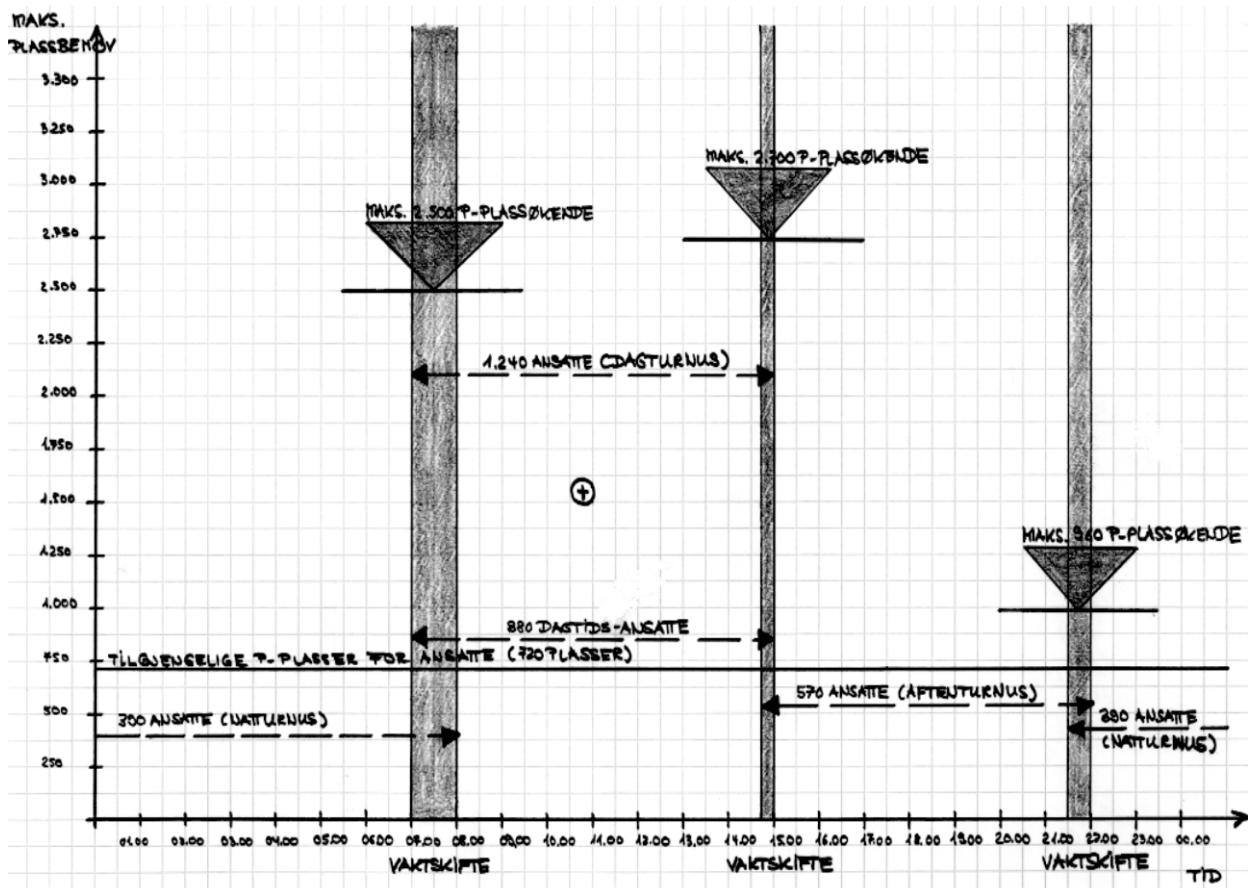 MAKS.
PLASSBEHOV
3.500
3.250
MAKS. 2.700 P-PLASSØKENDE
3.000
MAKS. 2.500 P-PLASSØKENDE
2.750
2.500
2.250
1.240 ANSATTE (DAGTURNUS)
2.000
1.750
1.500
1.250
MAKS. P-PLASSØKENDE
1.000
880 DAGTIDS-ANSATTE
750
TILGJENGELIGE P-PLASSER FOR ANSATTE (720 PLASSER)
570 ANSATTE (AFTENTURNUS)
500
ANSATTE (NATTURNUS)
ANSATTE
(NATTURNUS)
250
01.00 02.00 03.00 04.00 05.00 06.00 07.00 08.00 09.00 10.00 11.00 12.00 13.00 14.00 15.00 16.00 17.00 18.00 19.00 20.00 21.00 22.00 23.00 00.00
VAKTSKIFTE VAKTSKIFTE VAKTSKIFTE
TID